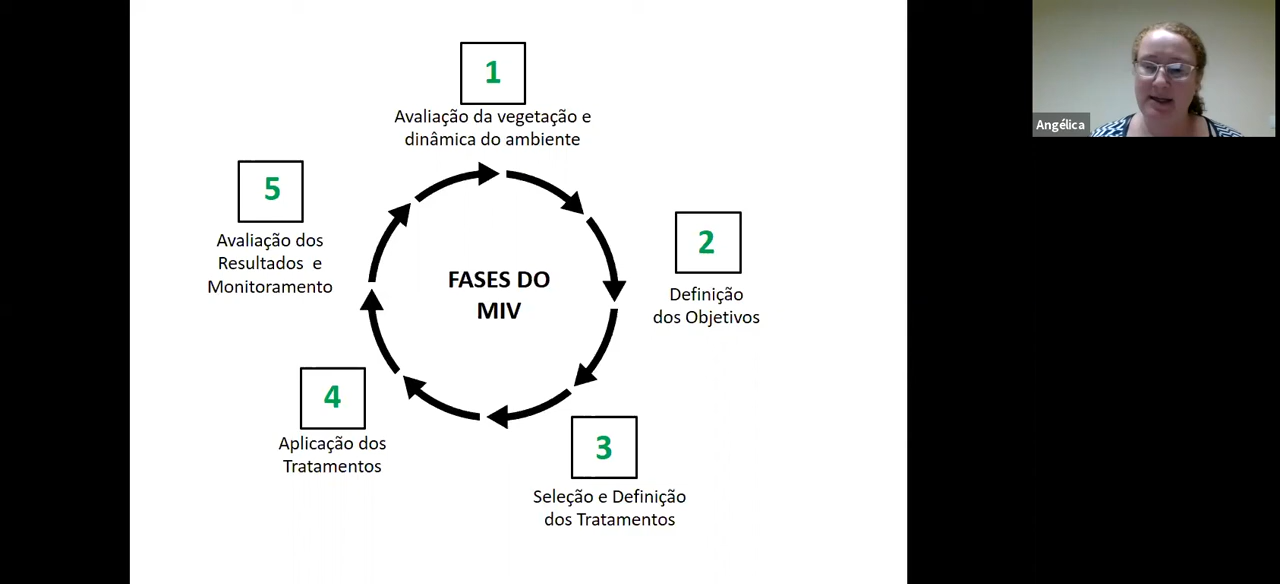 1
Avaliação da vegetação e
dinâmica do ambiente
2
Definição
dos Objetivos
3
Seleção e Definição
dos Tratamentos
4
Aplicação dos
Tratamentos
5
Avaliação dos
Resultados e
Monitoramento
FASES DO
MIV
Angélica